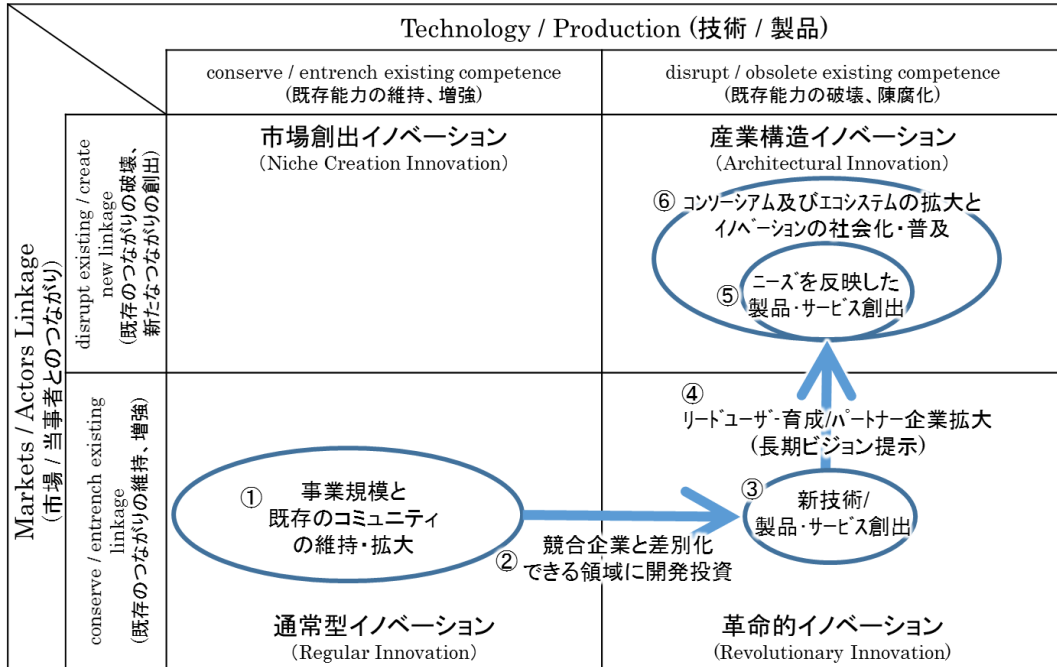 Technology / Production (技術 / 製品)
conserve / entrench existing competence
(既存能力の維持、増強)
disrupt / obsolete existing competence
(既存能力の破壊、陳腐化)
Markets / Actors Linkage
(市場 / 当事者とのつながり)
disrupt existing / create
new linkage
(既存のつながりの破壊、
新たなつながりの創出)
市場創出イノベーション
(Niche Creation Innovation)
産業構造イノベーション
(Architectural Innovation)
⑥ コンソーシアム及びエコシステムの拡大と
イノベーションの社会化・普及
⑤ ニーズを反映した
製品・サービス創出
conserve / entrench existing
linkage
(既存のつながりの維持、増強)
① 事業規模と
既存のコミュニティ
の維持・拡大
② 競合企業と差別化
できる領域に開発投資
③ 新技術/
製品・サービス創出
④
リードユーザ-育成/パートナー企業拡大
(長期ビジョン提示)
通常型イノベーション
(Regular Innovation)
革命的イノベーション
(Revolutionary Innovation)